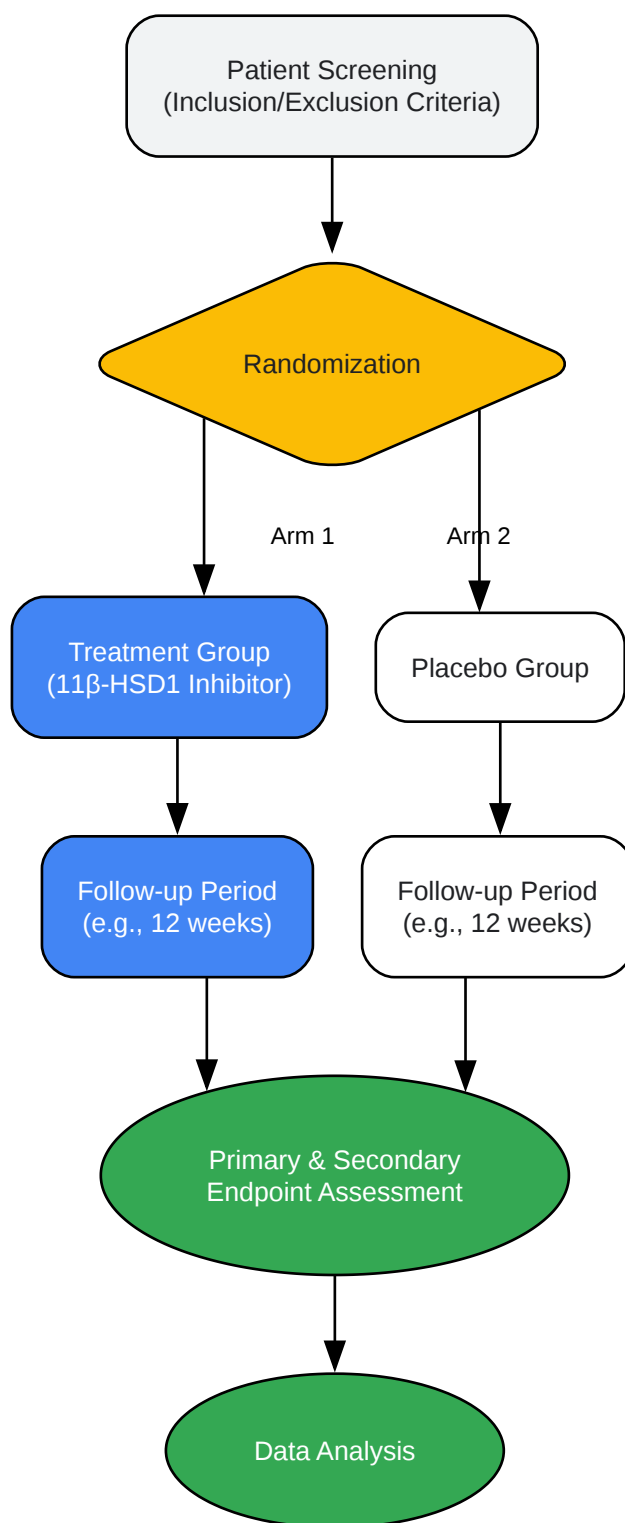 Patient Screening
(Inclusion/Exclusion Criteria)
Randomization
Arm 1
Arm 2
Treatment Group
(11β-HSD1 Inhibitor)
Placebo Group
Follow-up Period
(e.g., 12 weeks)
Follow-up Period
(e.g., 12 weeks)
Primary & Secondary
Endpoint Assessment
Data Analysis